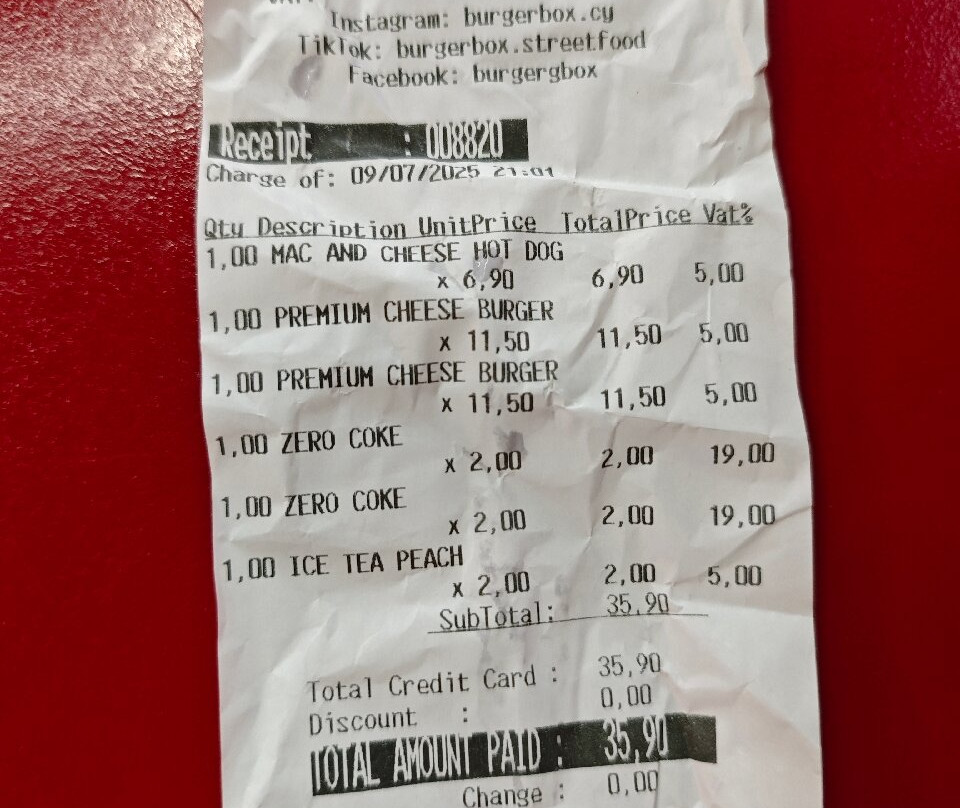 Instagram: burgerbox.cy
TikTok: burgerbox.streetfood
Facebook: burgergbox
Receipt : 008820
Charge of: 09/07/2025 21:01
Qty Description UnitPrice TotalPrice Vat%
1,00 MAC AND CHEESE HOT DOG
x 6,90 6,90 5,00
1,00 PREMIUM CHEESE BURGER
x 11,50 11,50 5,00
1,00 PREMIUM CHEESE BURGER
x 11,50 11,50 5,00
1,00 ZERO COKE
x 2,00 2,00 19,00
1,00 ZERO COKE
x 2,00 2,00 19,00
1,00 ICE TEA PEACH
x 2,00 2,00 5,00
SubTotal: 35,90
Total Credit Card : 35,90
Discount : 0,00
TOTAL AMOUNT PAID : 35,90
Change : 0,00